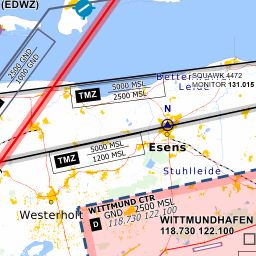 (EDWZ)
2500 GND
1000 GND
TMZ
5000 MSL
2500 MSL
SQUAWK 4472
MONITOR 131.015
N
TMZ
5000 MSL
1200 MSL
Esens
Stuhlleide
Westerholt
WITTMUND CTR
D
GND 2500 MSL
118.730 122.100
WITTMUNDHAFEN
118.730 122.100